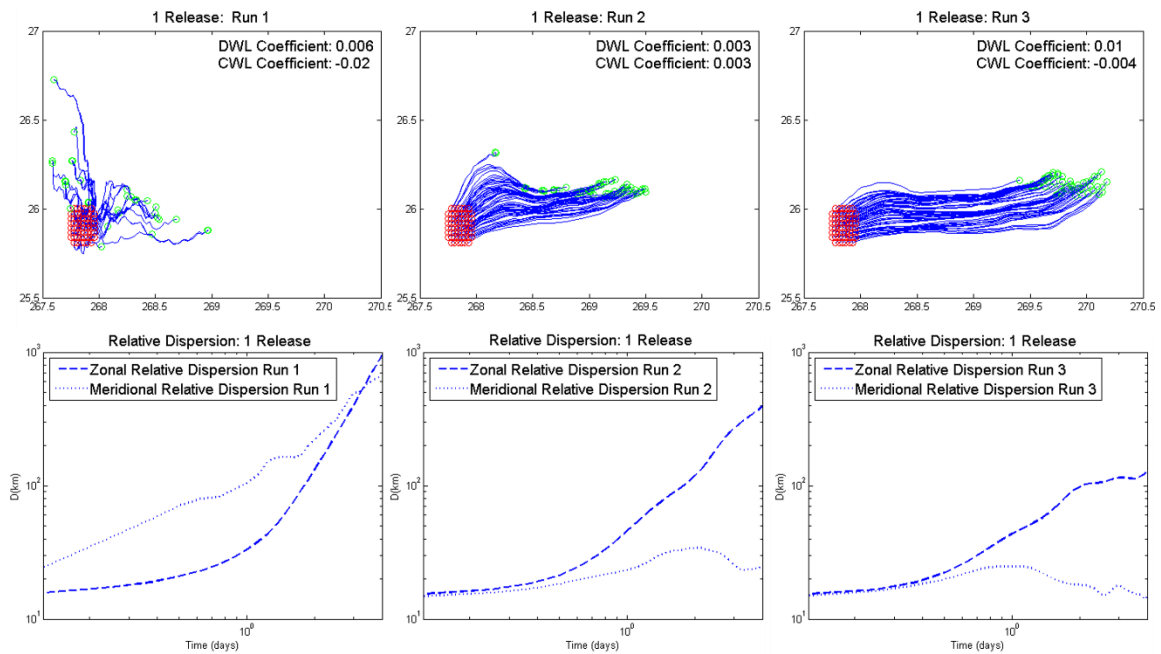 1 Release: Run 1
27
26.5
26
25.5
267.5
268
268.5
269
269.5
270
270.5
DWL Coefficient: 0.006
CWL Coefficient: -0.02
1 Release: Run 2
27
26.5
26
25.5
267.5
268
268.5
269
269.5
270
270.5
DWL Coefficient: 0.003
CWL Coefficient: 0.003
1 Release: Run 3
27
26.5
26
25.5
267.5
268
268.5
269
269.5
270
270.5
DWL Coefficient: 0.01
CWL Coefficient: -0.004
Relative Dispersion: 1 Release
Zonal Relative Dispersion Run 1
Meridional Relative Dispersion Run 1
D(km)
10³
10²
10¹
10⁰
Time (days)
Relative Dispersion: 1 Release
Zonal Relative Dispersion Run 2
Meridional Relative Dispersion Run 2
D(km)
10³
10²
10¹
10⁰
Time (days)
Relative Dispersion: 1 Release
Zonal Relative Dispersion Run 3
Meridional Relative Dispersion Run 3
D(km)
10³
10²
10¹
10⁰
Time (days)